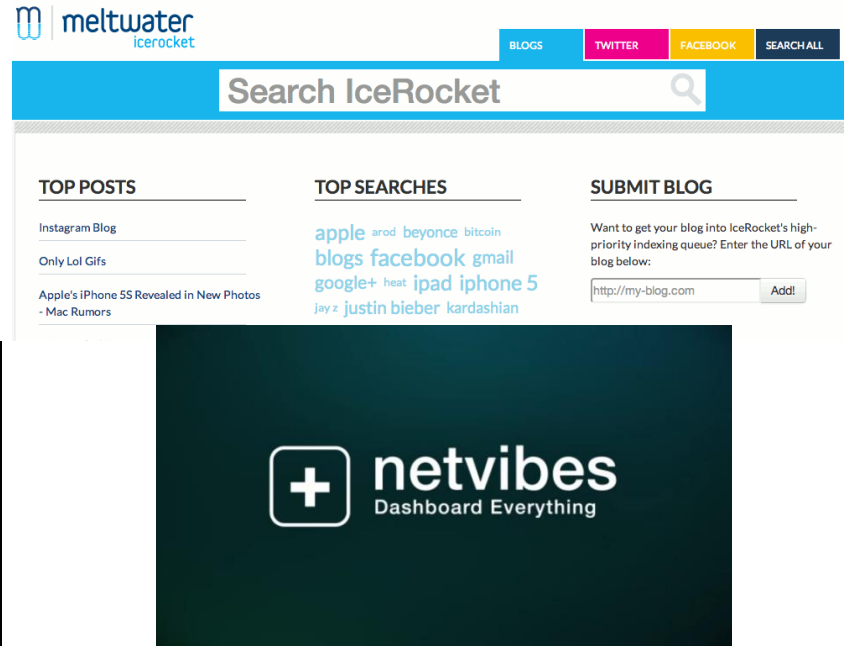 meltwater
icerocket
BLOGS
TWITTER
FACEBOOK
SEARCH ALL
Search IceRocket
TOP POSTS
Instagram Blog
Only Lol Gifs
Apple's iPhone 5S Revealed in New Photos
- Mac Rumors
TOP SEARCHES
apple arod beyonce bitcoin
blogs facebook gmail
google+ heat ipad iphone 5
jay z justin bieber kardashian
SUBMIT BLOG
Want to get your blog into IceRocket's high-
priority indexing queue? Enter the URL of your
blog below:
http://my-blog.com
Add!
netvibes
Dashboard Everything